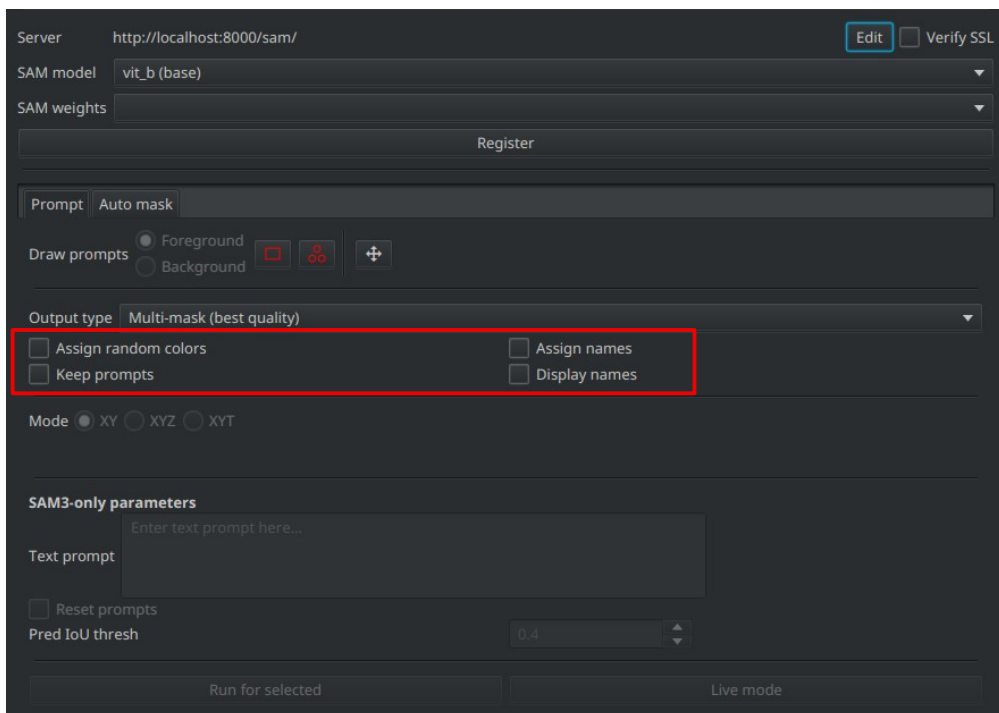 Server http://localhost:8000/sam/ Edit Verify SSL
SAM model vit_b (base)
SAM weights
Register
Prompt Auto mask
Draw prompts Foreground
Background
Output type Multi-mask (best quality)
Assign random colors Assign names
Keep prompts Display names
Mode XY XYZ XYT
SAM3-only parameters
Enter text prompt here...
Text prompt
Reset prompts
Pred IoU thresh 0.4
Run for selected Live mode